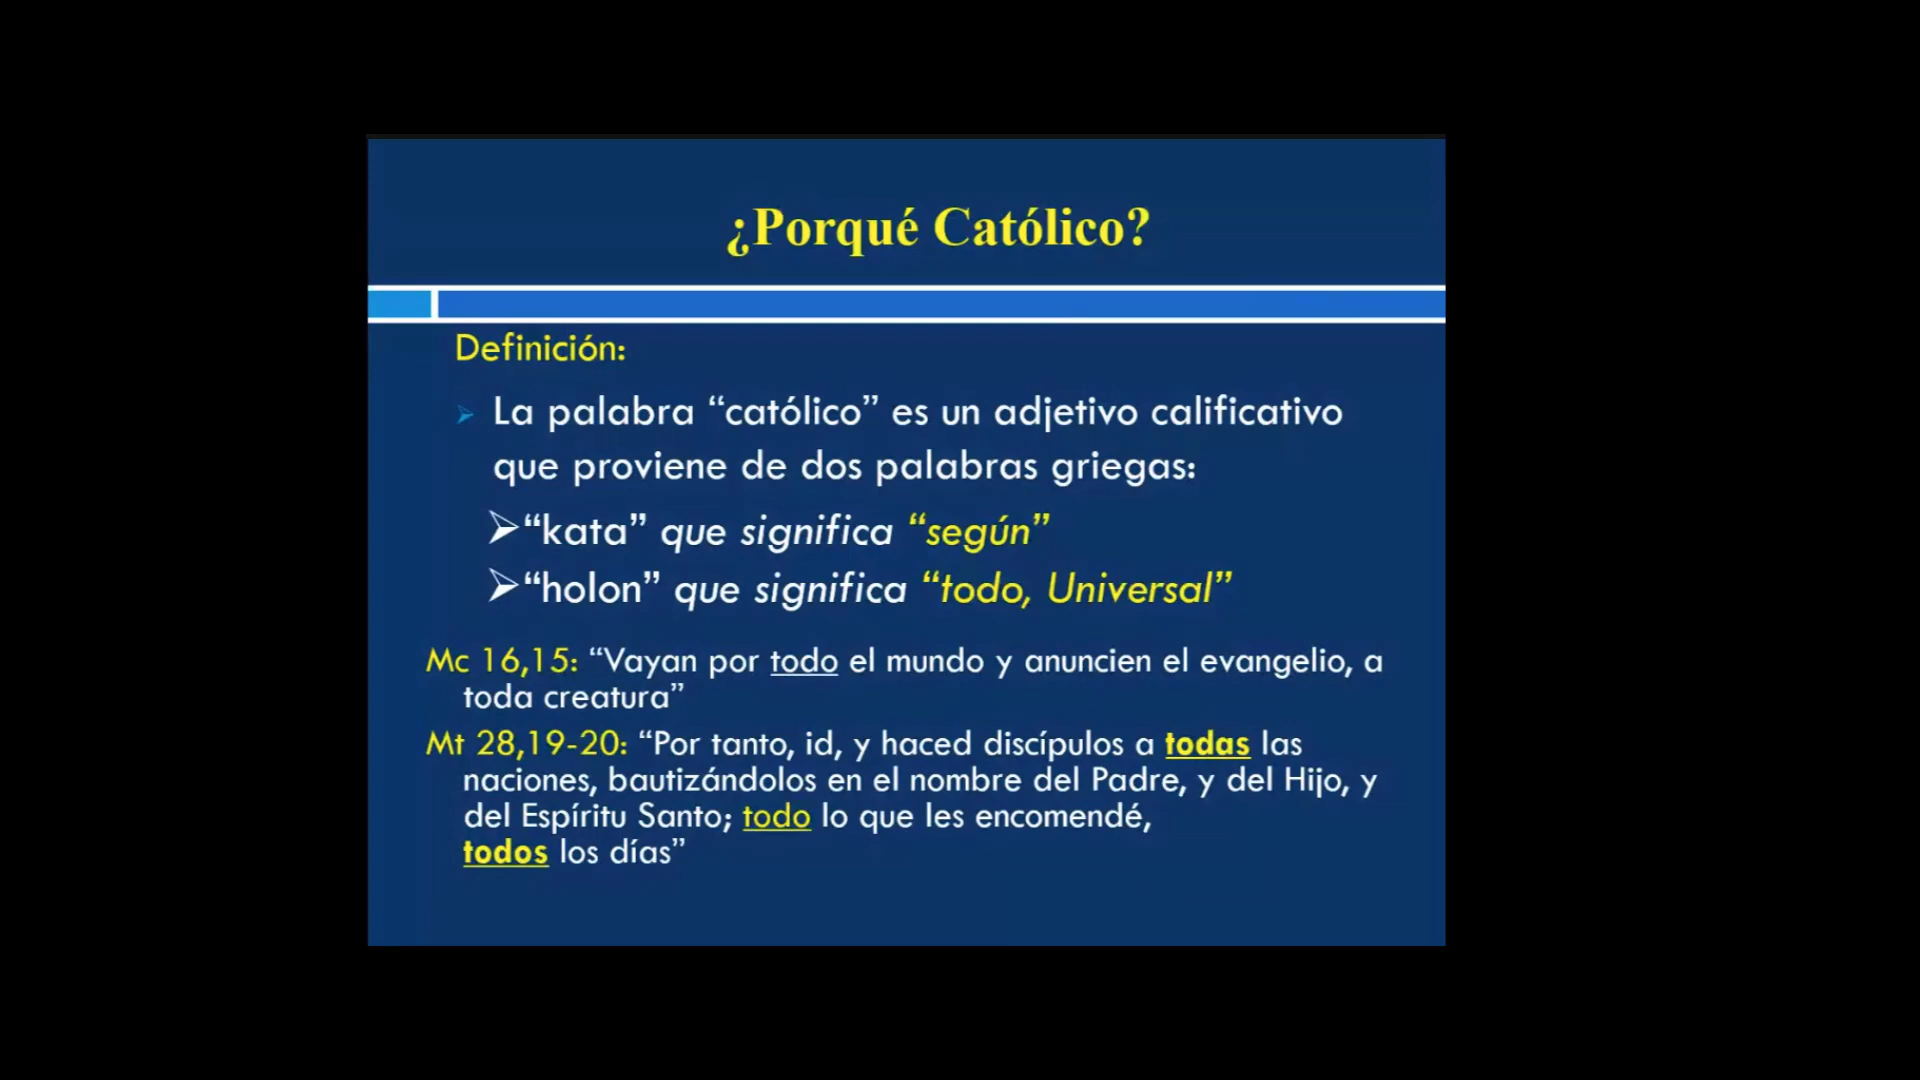 ¿Porqué Católico?
Definición:
La palabra “católico” es un adjetivo calificativo
que proviene de dos palabras griegas:
“kata” que significa “según”
“holon” que significa “todo, Universal”
Mc 16,15: “Vayan por todo el mundo y anuncien el evangelio, a
toda creatura”
Mt 28,19-20: “Por tanto, id, y haced discípulos a todas las
naciones, bautizándolos en el nombre del Padre, y del Hijo, y
del Espíritu Santo; todo lo que les encomendé,
todos los días”